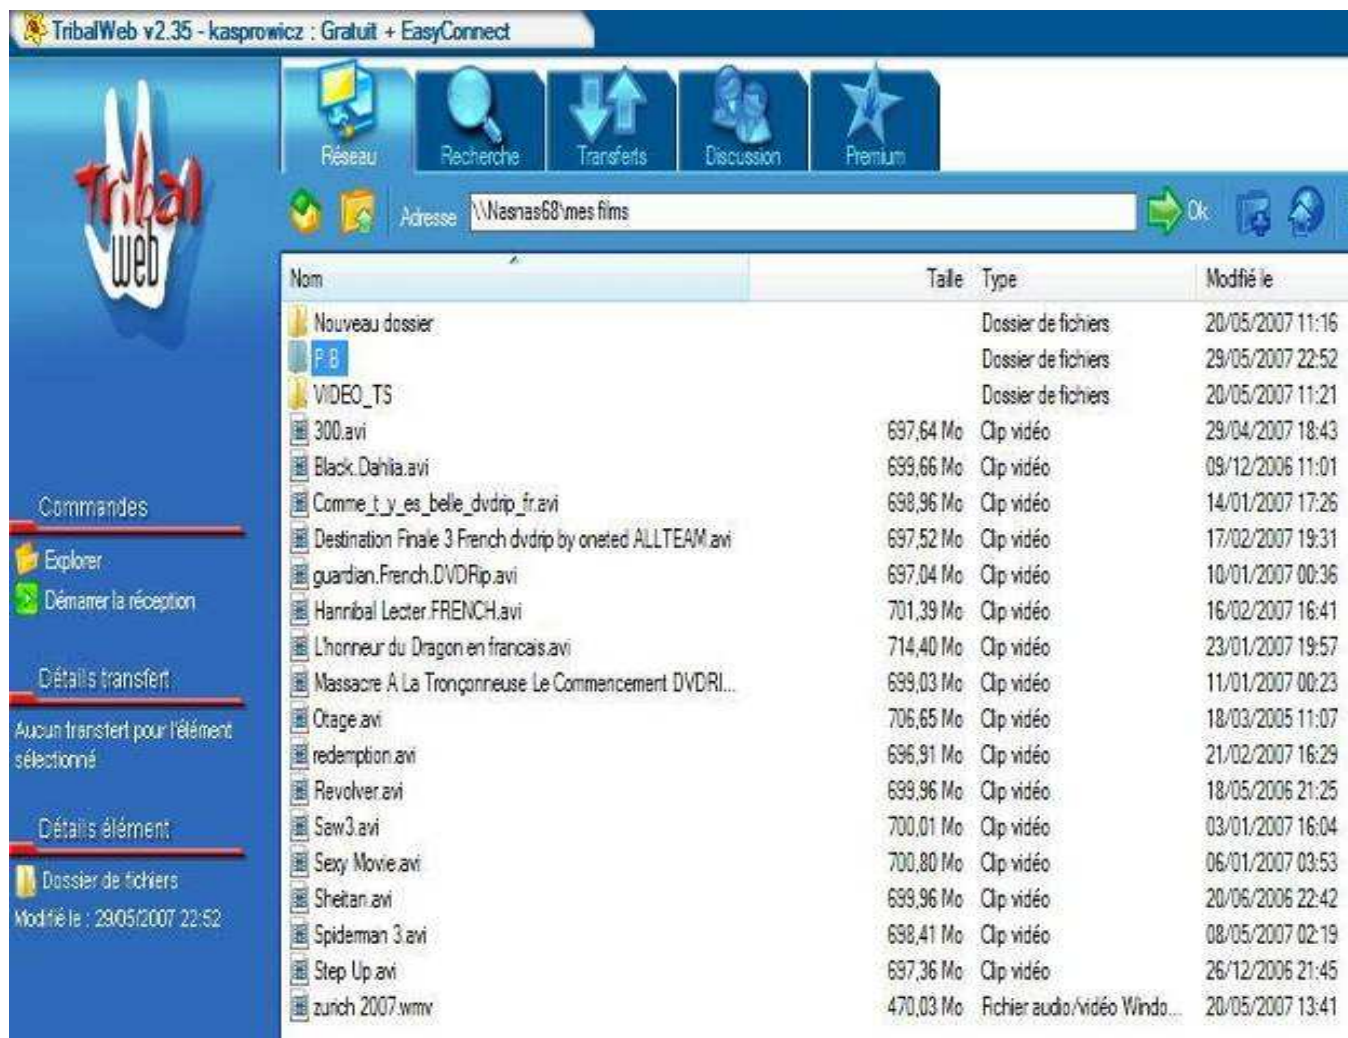 TribalWeb v2.35 - kasprowicz : Gratuit + EasyConnect
Réseau Recherche Transferts Discussion Premium
Tribal
web
Adresse \\Nasnas68\mes films Ok
Nom Taille Type Modifié le
Nouveau dossier Dossier de fichiers 20/05/2007 11:16
P B Dossier de fichiers 29/05/2007 22:52
VIDEO_TS Dossier de fichiers 20/05/2007 11:21
300.avi 697,64 Mo Clip vidéo 29/04/2007 18:43
Black.Dahlia.avi 699,66 Mo Clip vidéo 09/12/2006 11:01
Comme_t_y_es_belle_dvdrip_fr.avi 698,96 Mo Clip vidéo 14/01/2007 17:26
Destination Finale 3 French dvdrip by oneted ALLTEAM.avi 697,52 Mo Clip vidéo 17/02/2007 19:31
guardian.French.DVDRip.avi 697,04 Mo Clip vidéo 10/01/2007 00:36
Hannibal Lecter.FRENCH.avi 701,39 Mo Clip vidéo 16/02/2007 16:41
L'honneur du Dragon en francais.avi 714,40 Mo Clip vidéo 23/01/2007 19:57
Massacre A La Tronçonneuse Le Commencement DVDRI... 699,03 Mo Clip vidéo 11/01/2007 00:23
Otage.avi 706,65 Mo Clip vidéo 18/03/2005 11:07
redemption.avi 696,91 Mo Clip vidéo 21/02/2007 16:29
Revolver.avi 699,96 Mo Clip vidéo 18/05/2006 21:25
Saw3.avi 700,01 Mo Clip vidéo 03/01/2007 16:04
Sexy Movie.avi 700,80 Mo Clip vidéo 06/01/2007 03:53
Sheitan.avi 699,96 Mo Clip vidéo 20/06/2006 22:42
Spiderman 3.avi 698,41 Mo Clip vidéo 08/05/2007 02:19
Step Up.avi 697,36 Mo Clip vidéo 26/12/2006 21:45
zurich 2007.wmv 470,03 Mo Fichier audio/vidéo Windo... 20/05/2007 13:41
Commandes
Explorer
Démarrer la réception
Détails transfert
Aucun transfert pour l'élément
sélectionné
Détails élément
Dossier de fichiers
Modifié le : 29/05/2007 22:52